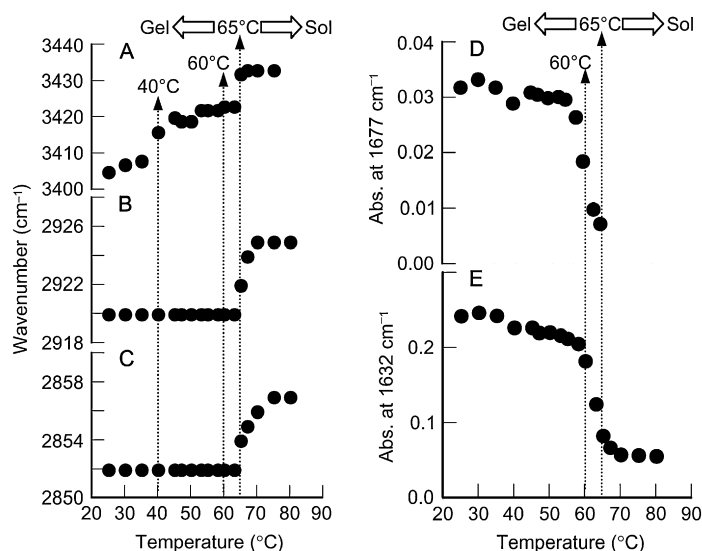 Gel 65°C Sol
A
60°C
40°C
3440
3430
3420
3410
3400
B
2926
2922
2918
C
2858
2854
2850
Wavenumber (cm⁻¹)
20 30 40 50 60 70 80 90
Temperature (°C)
Gel 65°C Sol
D
60°C
0.04
0.03
0.02
0.01
0.00
Abs. at 1677 cm⁻¹
E
0.2
0.1
0.0
Abs. at 1632 cm⁻¹
20 30 40 50 60 70 80 90
Temperature (°C)